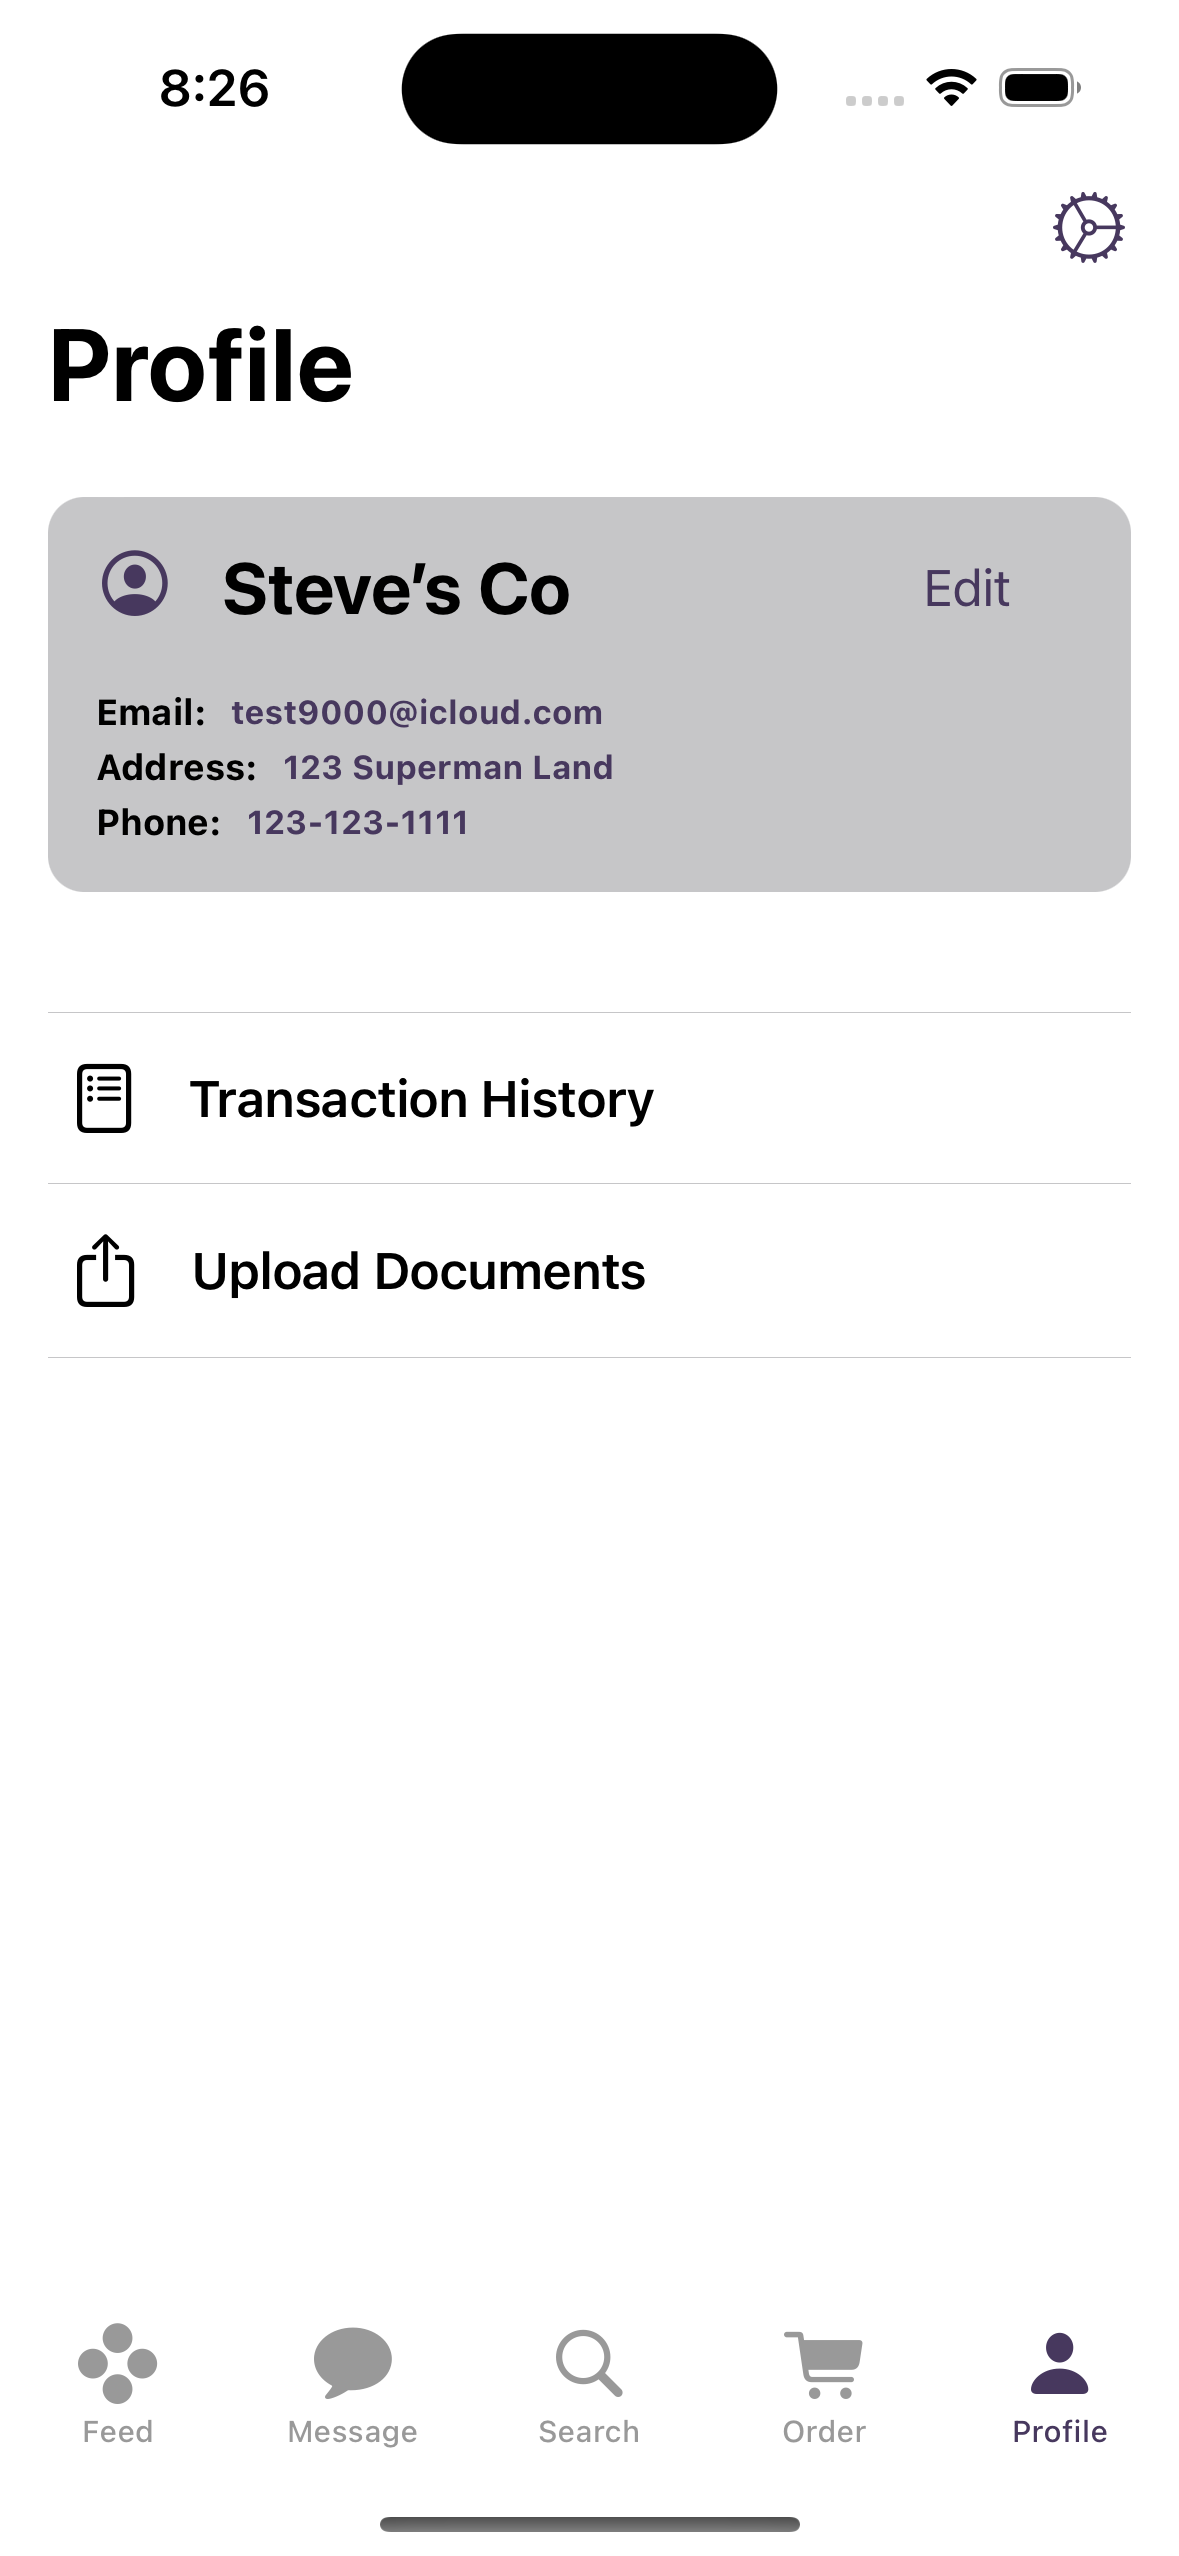 8:26
Profile
Steve's Co Edit
Email: test9000@icloud.com
Address: 123 Superman Land
Phone: 123-123-1111
Transaction History
Upload Documents
Feed Message Search Order Profile